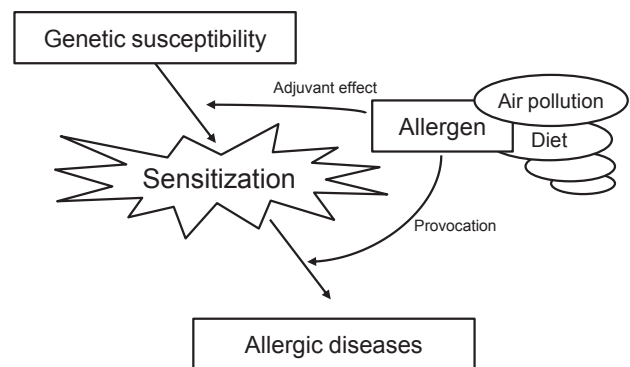 Genetic susceptibility
Adjuvant effect
Air pollution
Allergen
Diet
Sensitization
Provocation
Allergic diseases